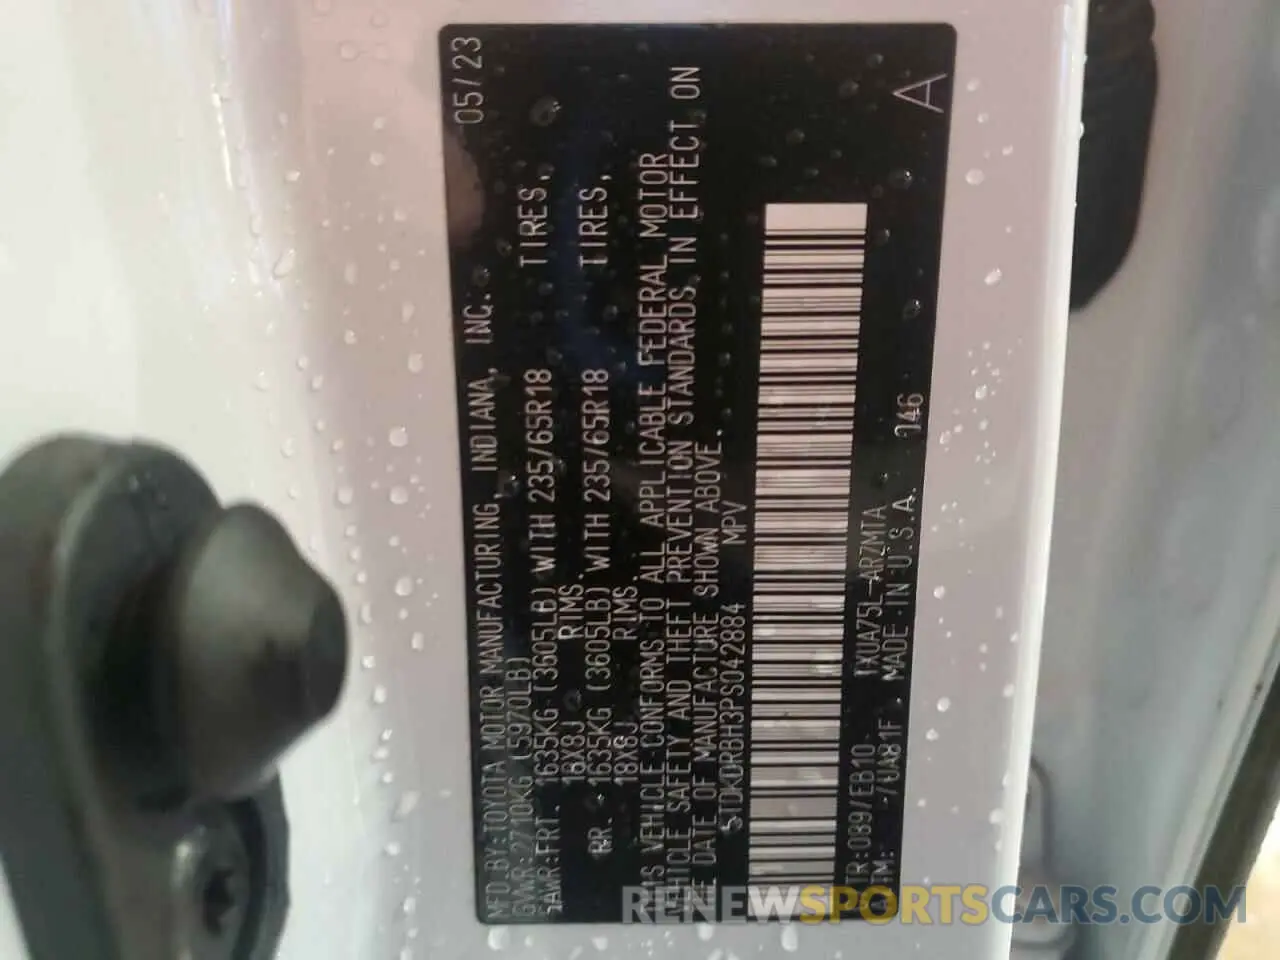 MFD.BY:TOYOTA MOTOR MANUFACTURING, INDIANA, INC. 05/23
GVWR:2710KG (5970LB)
GAWR:FRT. 1635KG (3605LB) WITH 235/65R18 TIRES,
18X8J RIMS.
RR. 1635KG (3605LB) WITH 235/65R18 TIRES,
18X8J RIMS.
THIS VEHICLE CONFORMS TO ALL APPLICABLE FEDERAL MOTOR
VEHICLE SAFETY AND THEFT PREVENTION STANDARDS IN EFFECT ON
THE DATE OF MANUFACTURE SHOWN ABOVE.
5TDKDRBH3PS042884 MPV
C/TR:089/EB10 TXUA75L-ARZMTA
A/TM: -/UA81F MADE IN U.S.A. 146
A
RENEWSPORTSCARS.COM